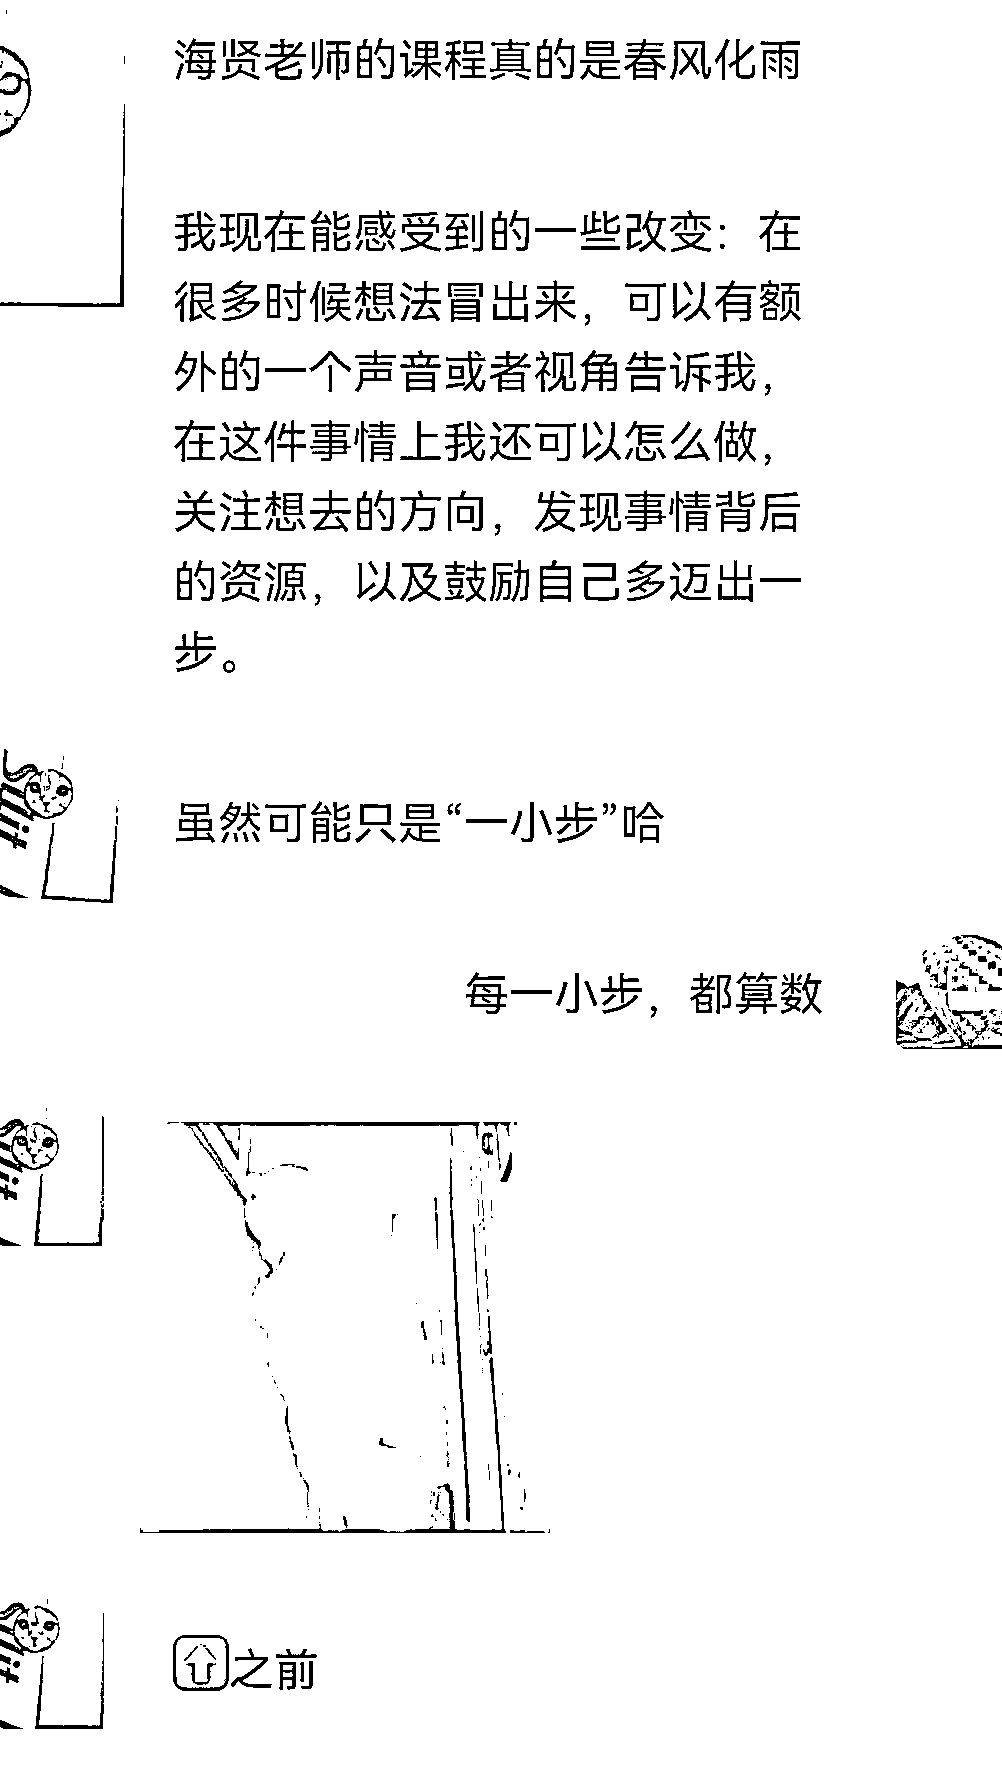 海贤老师的课程真的是春风化雨
我现在能感受到的一些改变：在
很多时候想法冒出来，可以有额
外的一个声音或者视角告诉我，
在这件事情上我还可以怎么做，
关注想去的方向，发现事情背后
的资源，以及鼓励自己多迈出一
步。
虽然可能只是“一小步”哈
每一小步，都算数
⬆️之前